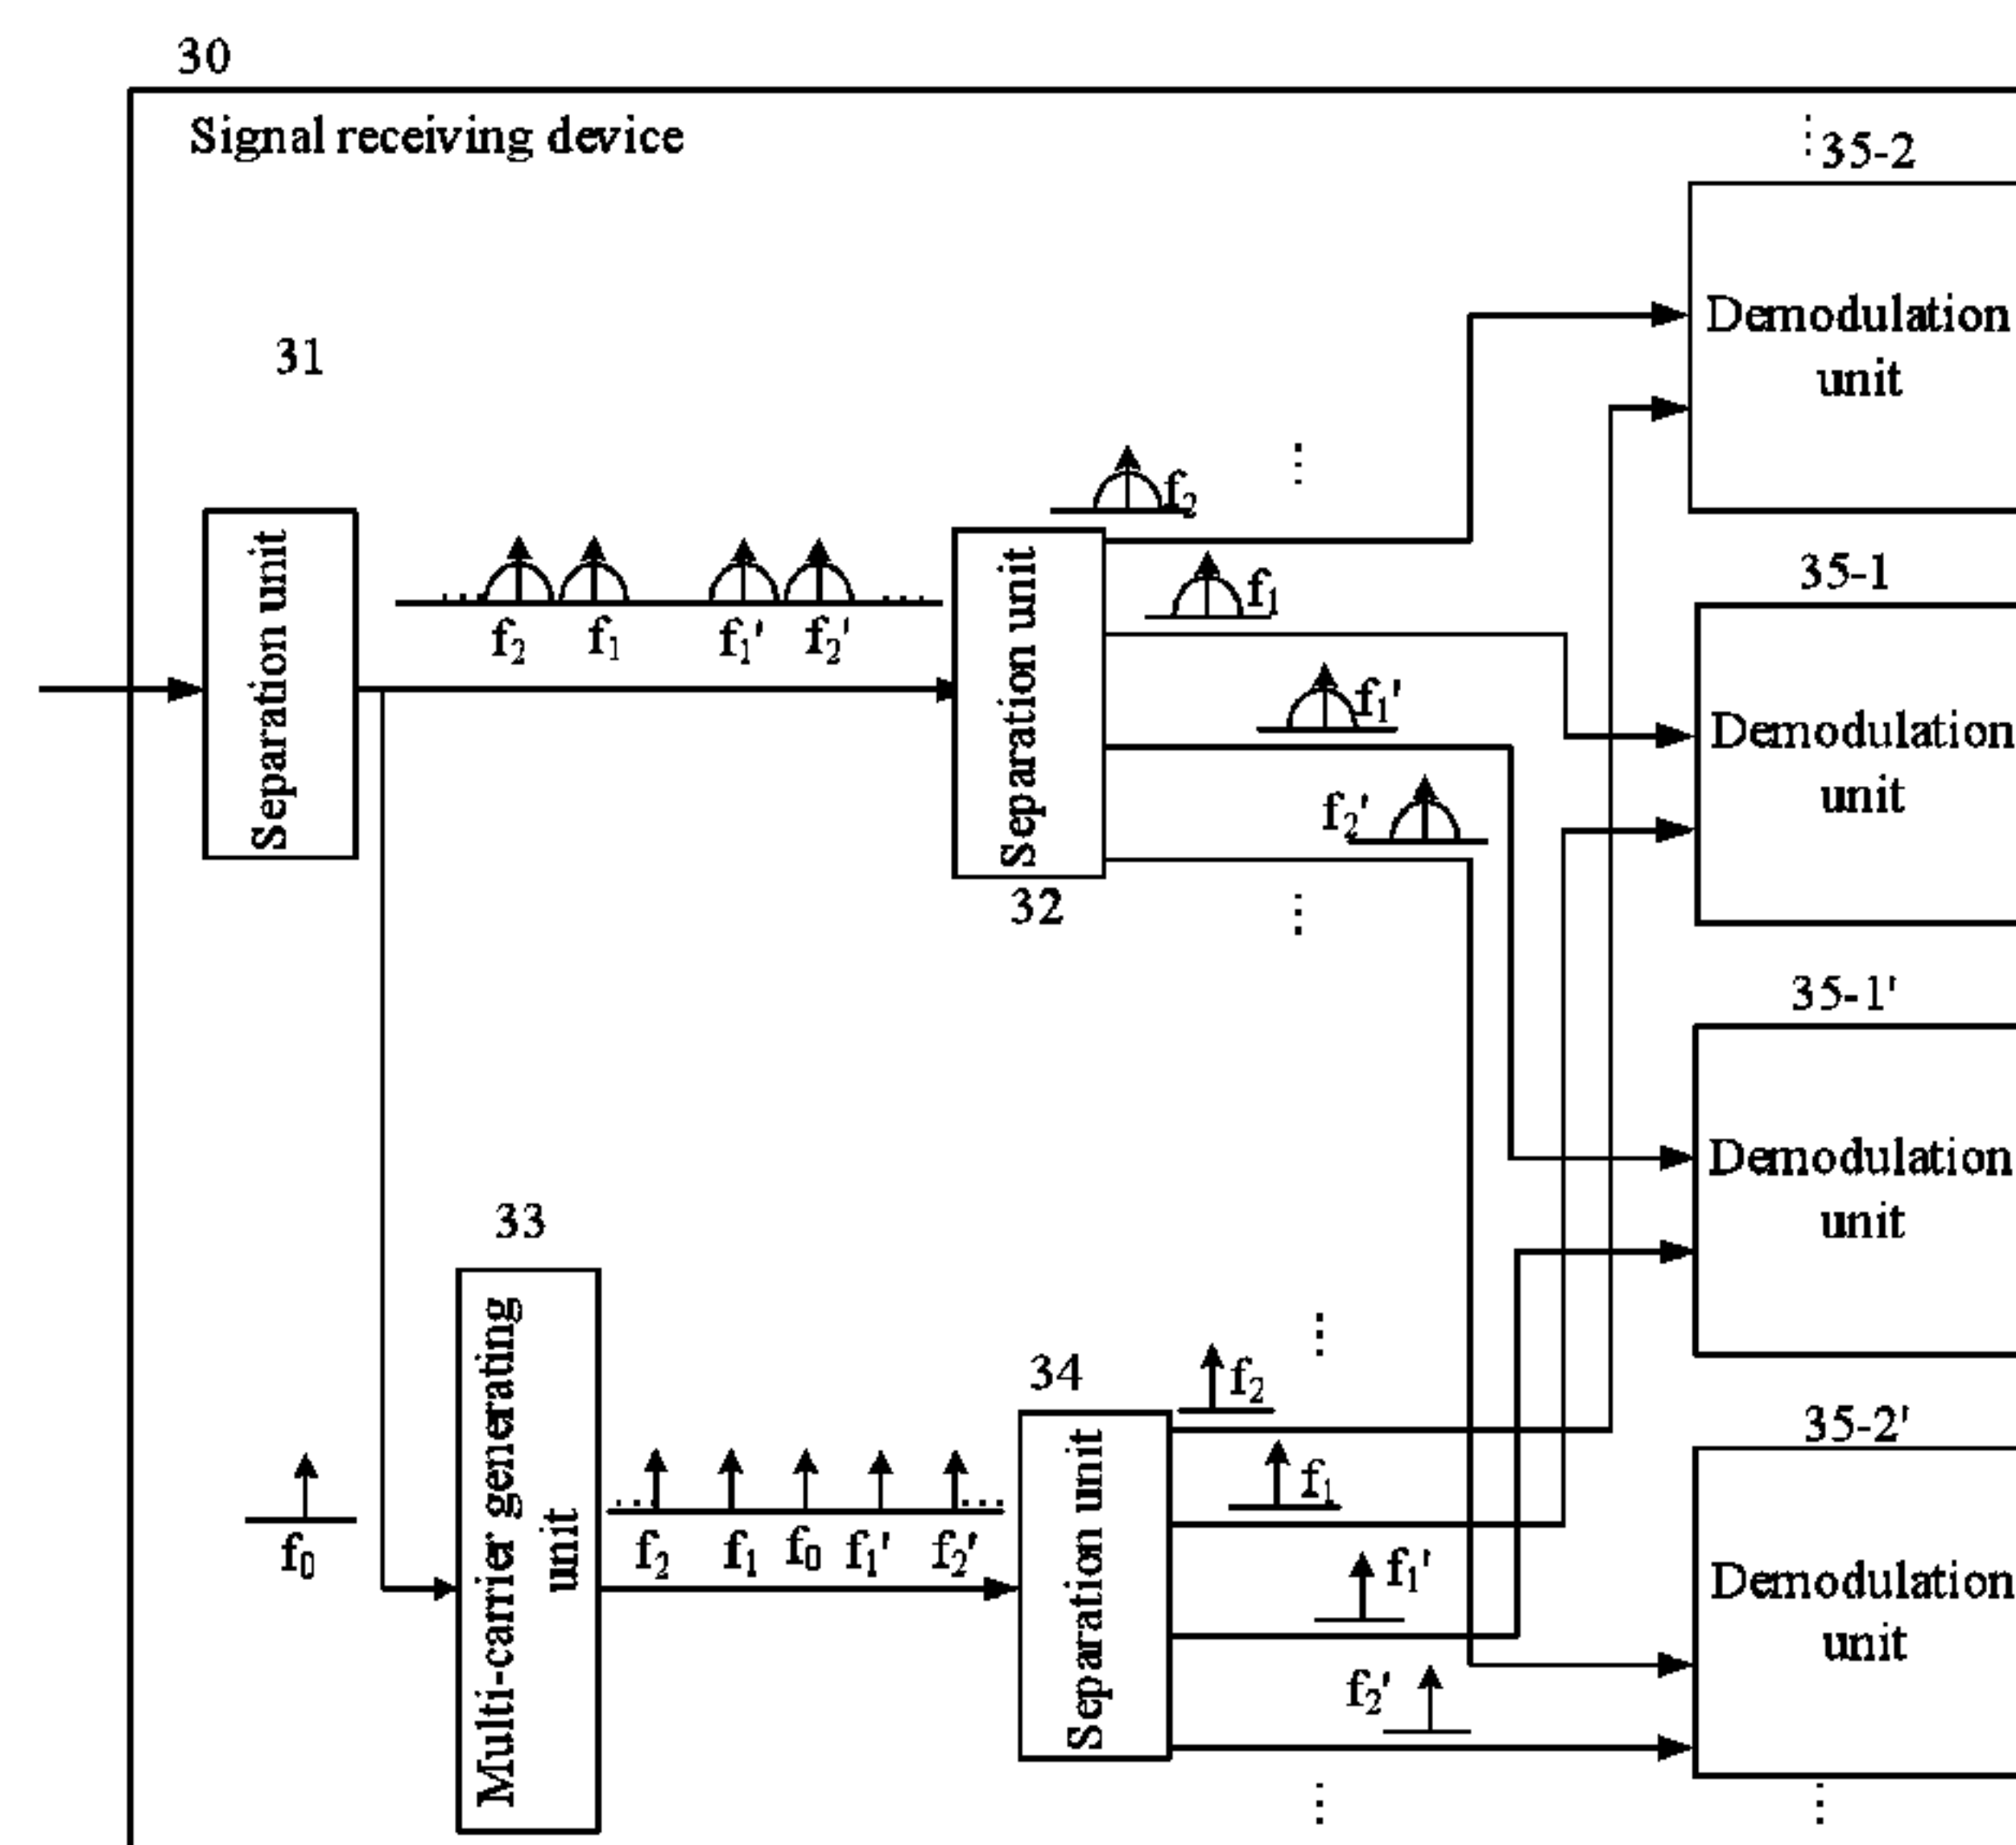 30
Signal receiving device
35-2
Demodulation
unit
31
f2
f1
35-1
Separation unit
f2 f1 f1' f2'
Separation unit
f1'
Demodulation
unit
f2'
32
35-1'
Demodulation
unit
33
34
f2
35-2'
Multi-carrier generating
unit
f1
f0
f2 f1 f0 f1' f2'
Separation unit
f1'
Demodulation
unit
f2'